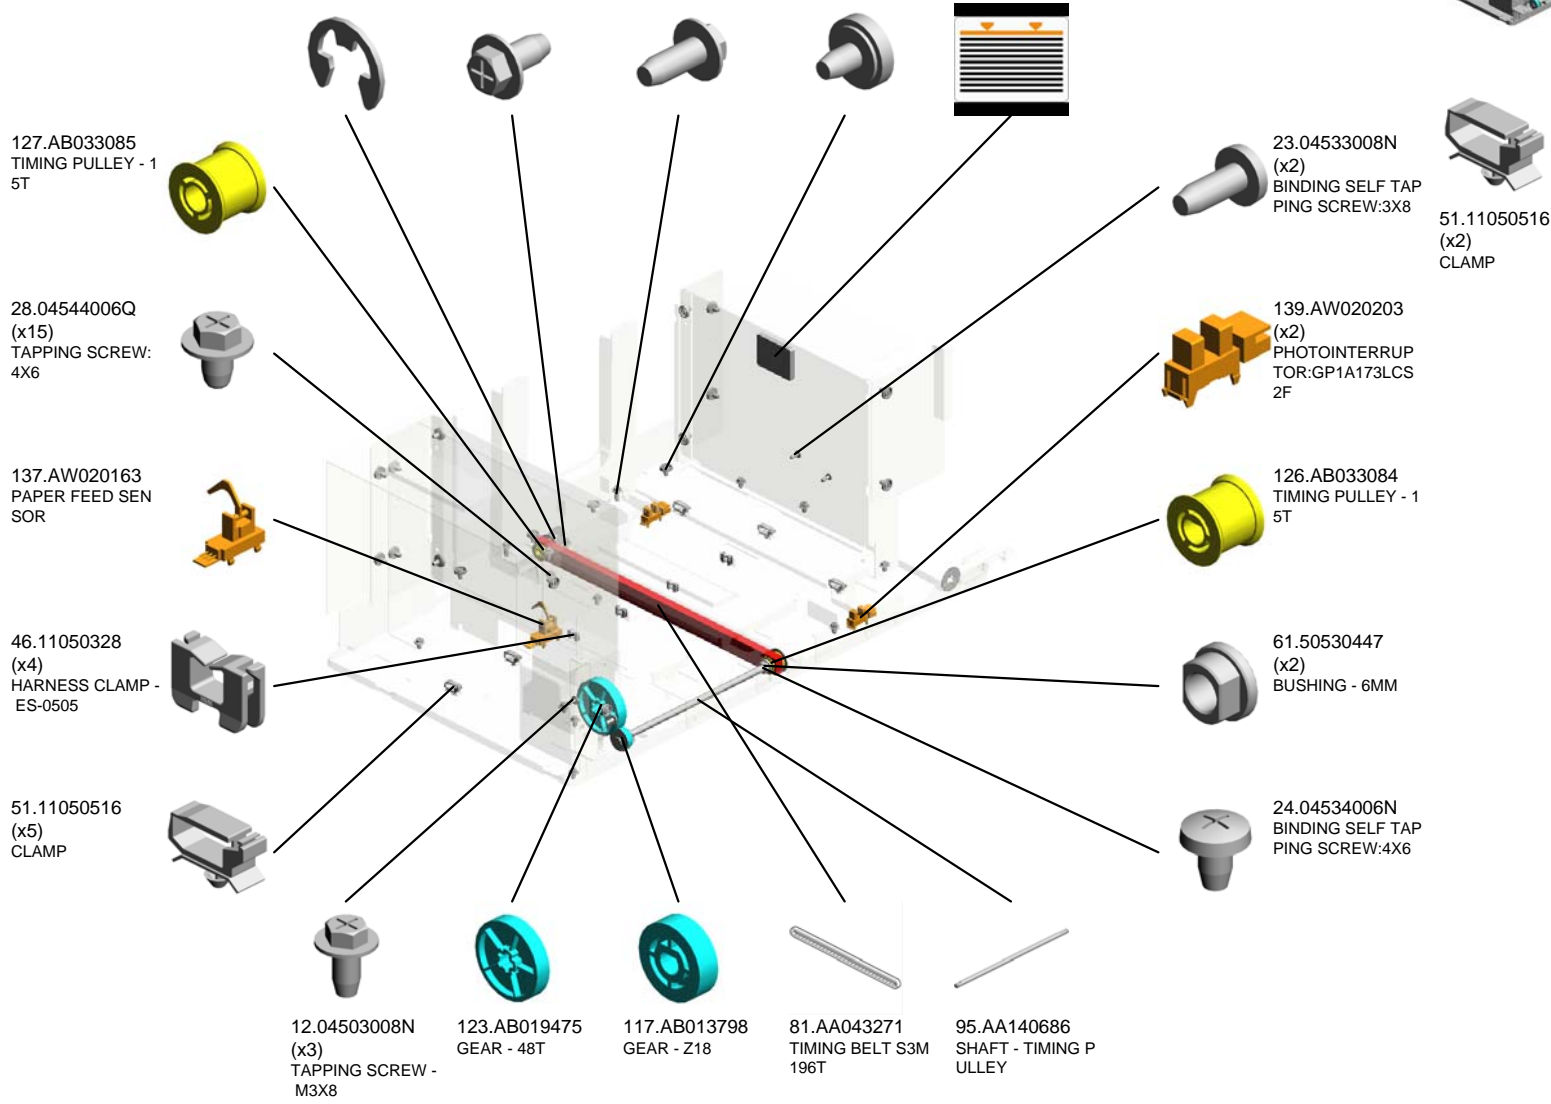 127.AB033085
TIMING PULLEY - 1
5T
28.04544006Q
(x15)
TAPPING SCREW:
4X6
137.AW020163
PAPER FEED SEN
SOR
46.11050328
(x4)
HARNESS CLAMP -
ES-0505
51.11050516
(x5)
CLAMP
12.04503008N
(x3)
TAPPING SCREW -
M3X8
123.AB019475
GEAR - 48T
117.AB013798
GEAR - Z18
81.AA043271
TIMING BELT S3M
196T
95.AA140686
SHAFT - TIMING P
ULLEY
23.04533008N
(x2)
BINDING SELF TAP
PING SCREW:3X8
139.AW020203
(x2)
PHOTOINTERRUP
TOR:GP1A173LCS
2F
126.AB033084
TIMING PULLEY - 1
5T
61.50530447
(x2)
BUSHING - 6MM
24.04534006N
BINDING SELF TAP
PING SCREW:4X6
51.11050516
(x2)
CLAMP